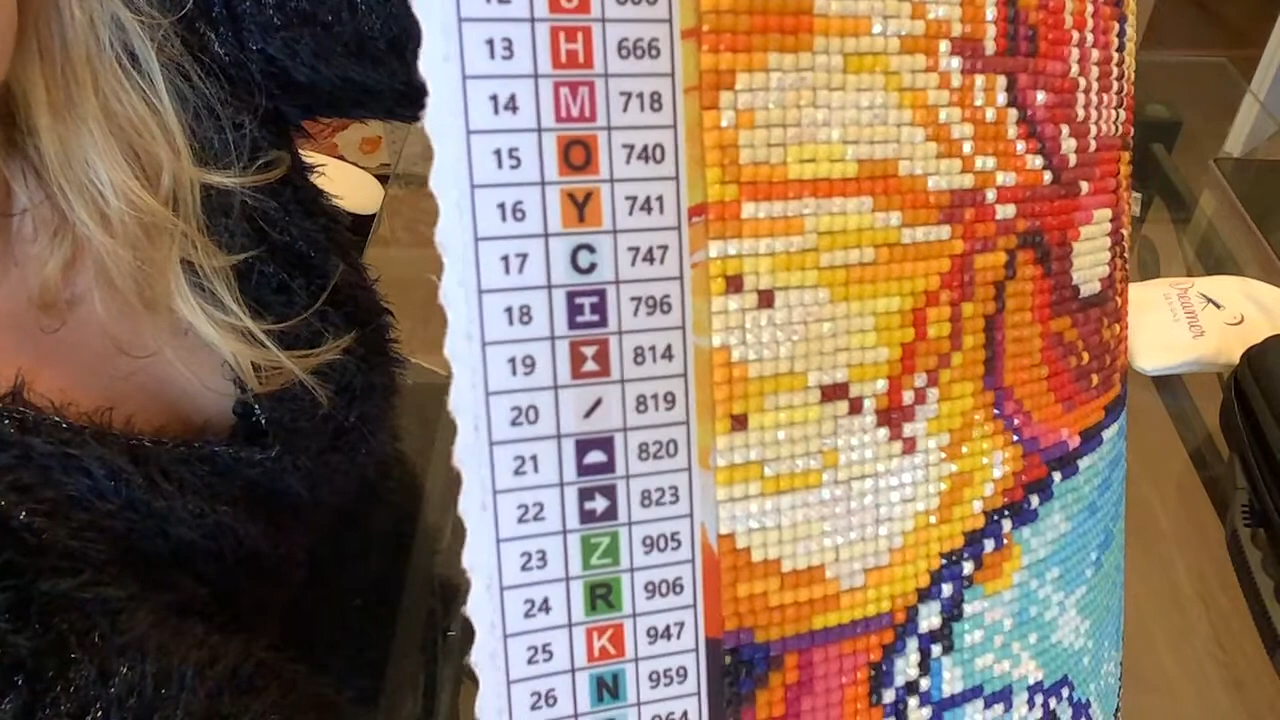 13 H 666
14 M 718
15 O 740
16 Y 741
17 C 747
18 I 796
19 814
20 819
21 820
22 823
23 Z 905
24 R 906
25 K 947
26 N 959
Dreamer